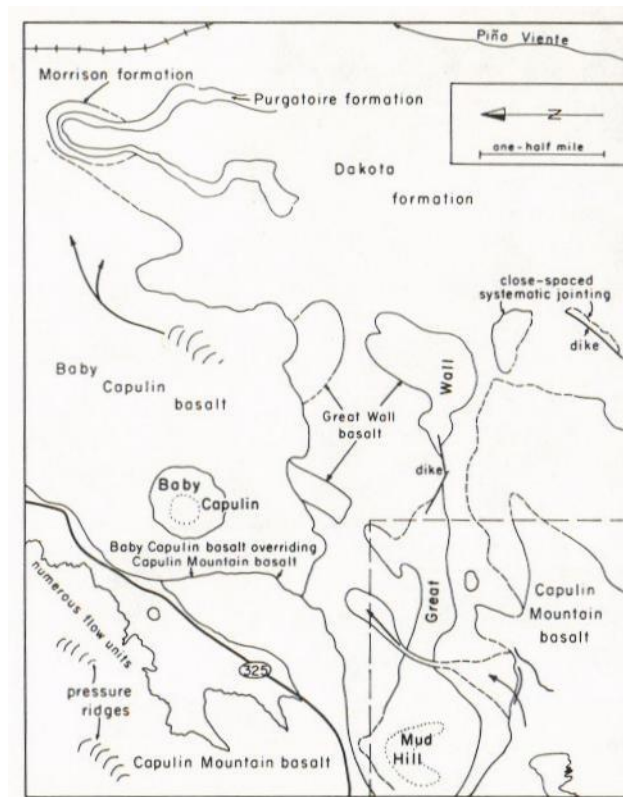 Piña Viente
Morrison formation
Purgatoire formation
N
one-half mile
Dakota
formation
close-spaced
systematic jointing
dike
Baby
Capulin
basalt
Wall
Great Wall
basalt
dike
Baby
Capulin
Baby Capulin basalt overriding
Capulin Mountain basalt
numerous flow units
Great
Capulin
Mountain
basalt
325
pressure
ridges
Mud
Hill
Capulin Mountain basalt